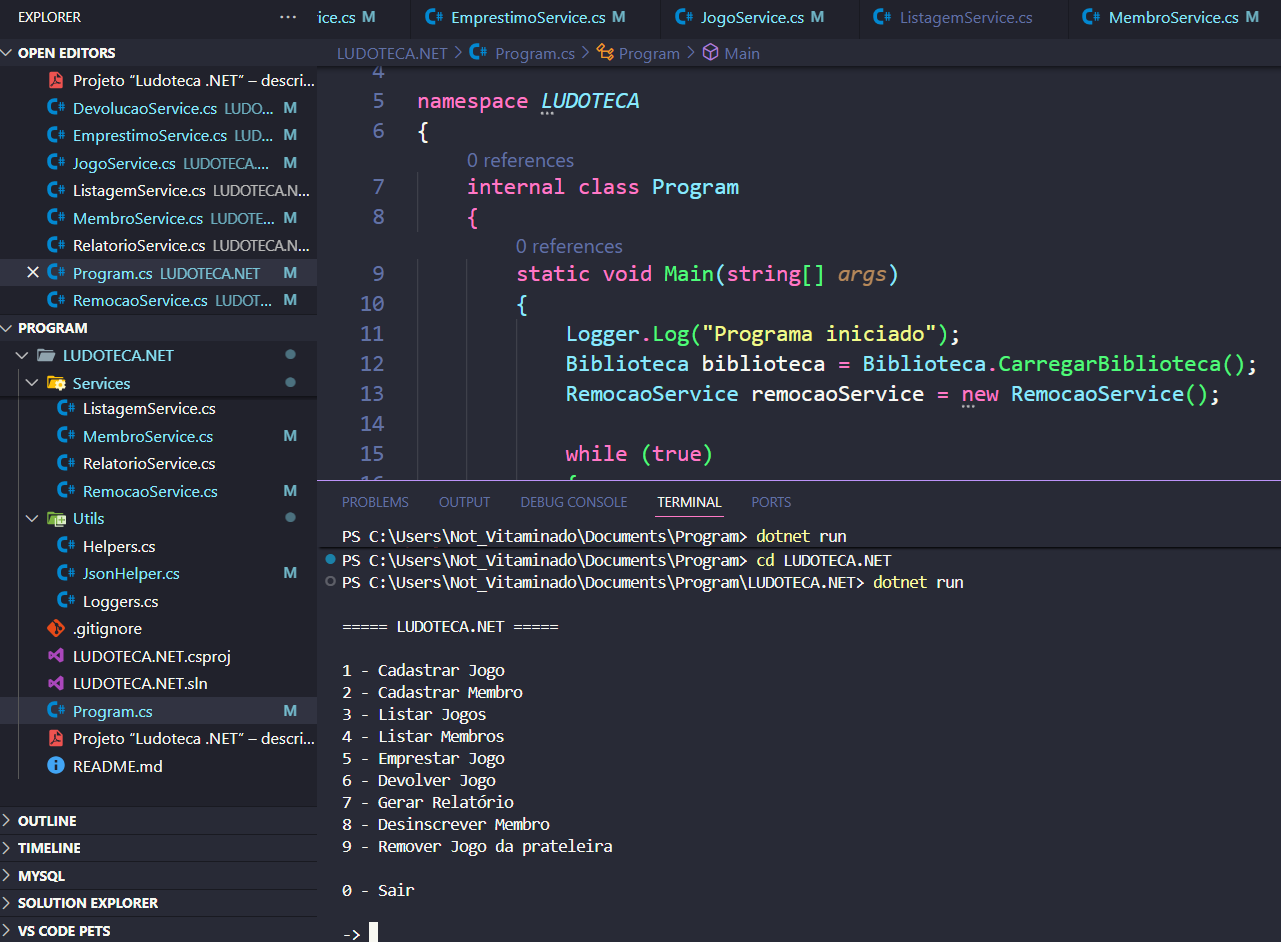 EXPLORER
OPEN EDITORS
Projeto “Ludoteca .NET” – descri...
DevolucaoService.cs LUDO... M
EmprestimoService.cs LUD... M
JogoService.cs LUDOTECA.... M
ListagemService.cs LUDOTECA.N...
MembroService.cs LUDOTE... M
RelatorioService.cs LUDOTECA.N...
Program.cs LUDOTECA.NET M
RemocaoService.cs LUDOT... M
PROGRAM
LUDOTECA.NET
Services
ListagemService.cs
MembroService.cs M
RelatorioService.cs
RemocaoService.cs M
Utils
Helpers.cs
JsonHelper.cs M
Loggers.cs
.gitignore
LUDOTECA.NET.csproj
LUDOTECA.NET.sln
Program.cs M
Projeto “Ludoteca .NET” – descri...
README.md
OUTLINE
TIMELINE
MYSQL
SOLUTION EXPLORER
VS CODE PETS
ice.cs M EmprestimoService.cs M JogoService.cs M ListagemService.cs MembroService.cs M
LUDOTECA.NET > Program.cs > Program > Main
4
5 namespace LUDOTECA
6 {
0 references
7 internal class Program
8 {
0 references
9 static void Main(string[] args)
10 {
11 Logger.Log("Programa iniciado");
12 Biblioteca biblioteca = Biblioteca.CarregarBiblioteca();
13 RemocaoService remocaoService = new RemocaoService();
14
15 while (true)
16 {
PROBLEMS OUTPUT DEBUG CONSOLE TERMINAL PORTS
PS C:\Users\Not_Vitaminado\Documents\Program> dotnet run
PS C:\Users\Not_Vitaminado\Documents\Program> cd LUDOTECA.NET
PS C:\Users\Not_Vitaminado\Documents\Program\LUDOTECA.NET> dotnet run
===== LUDOTECA.NET =====
1 - Cadastrar Jogo
2 - Cadastrar Membro
3 - Listar Jogos
4 - Listar Membros
5 - Emprestar Jogo
6 - Devolver Jogo
7 - Gerar Relatório
8 - Desinscrever Membro
9 - Remover Jogo da prateleira
0 - Sair
->